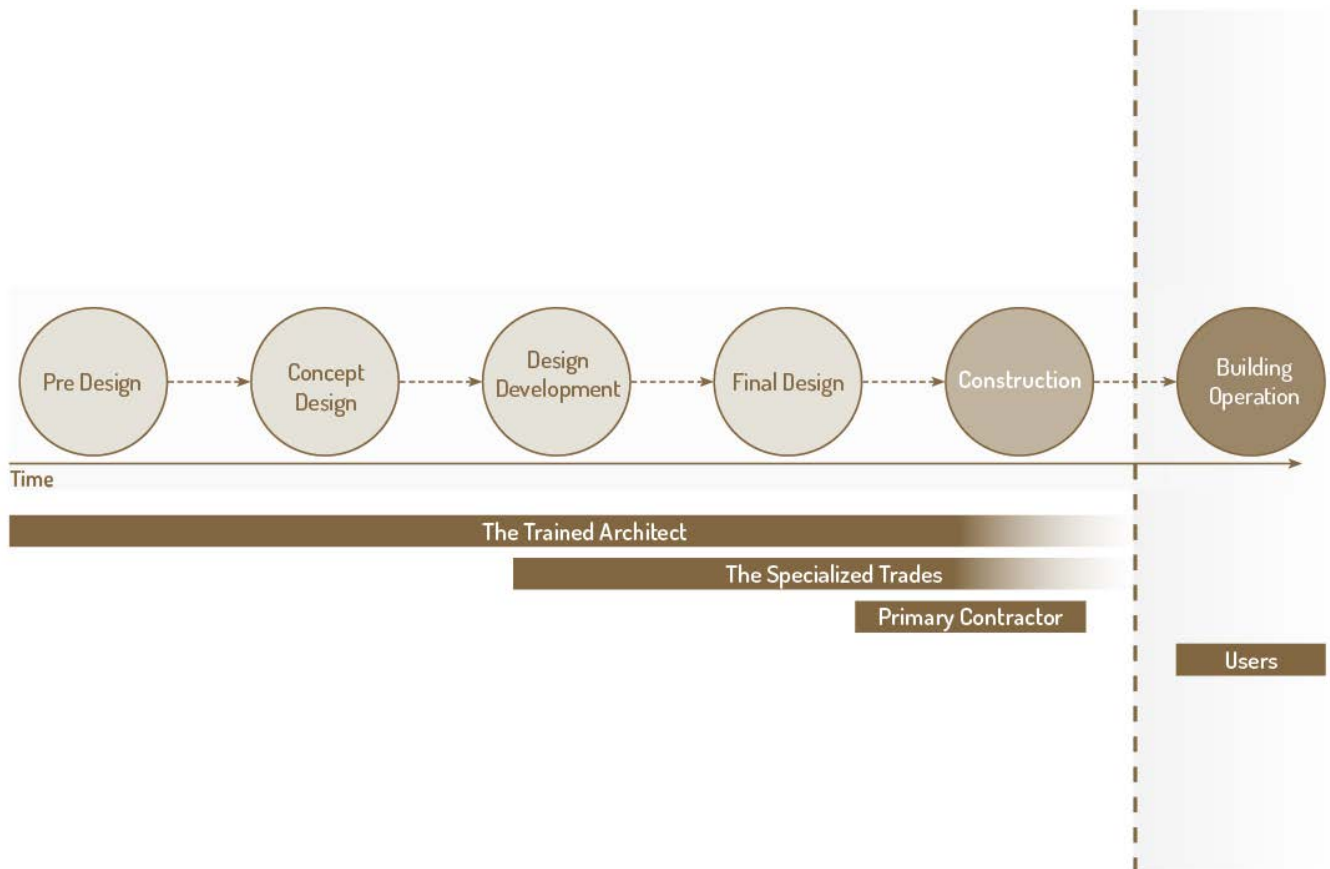 Pre Design
Concept
Design
Design
Development
Final Design
Construction
Building
Operation
Time
The Trained Architect
The Specialized Trades
Primary Contractor
Users